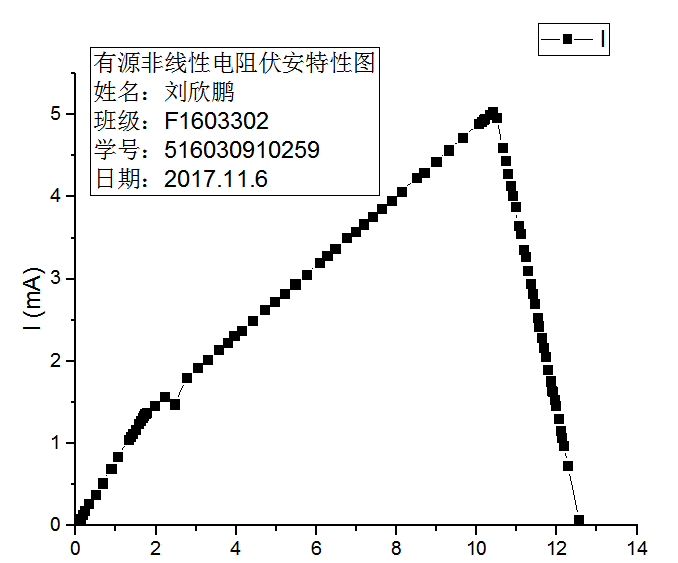 I
有源非线性电阻伏安特性图
姓名：刘欣鹏
班级：F1603302
学号：516030910259
日期：2017.11.6
5
4
3
2
1
0
I (mA)
0 2 4 6 8 10 12 14